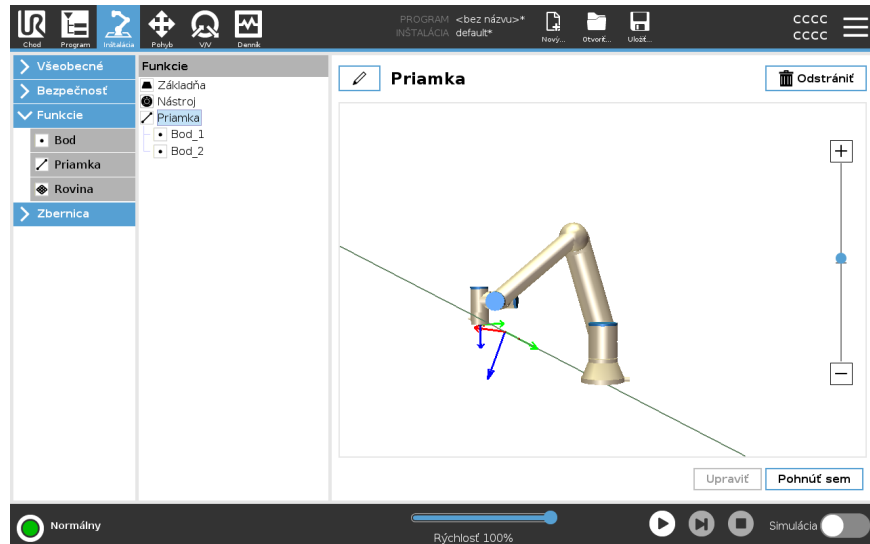 UR
Chod
Program
Inštalácia
Pohyb
V/V
Denník
PROGRAM <bez názvu>*
INŠTALÁCIA default*
Nový...
Otvoriť...
Uložiť...
CCCC
CCCC
Všeobecné
Bezpečnosť
Funkcie
Bod
Priamka
Rovina
Zbernica
Funkcie
Základňa
Nástroj
Priamka
Bod_1
Bod_2
Priamka
Odstrániť
Upraviť
Pohnúť sem
Normálny
Rýchlosť 100%
Simulácia